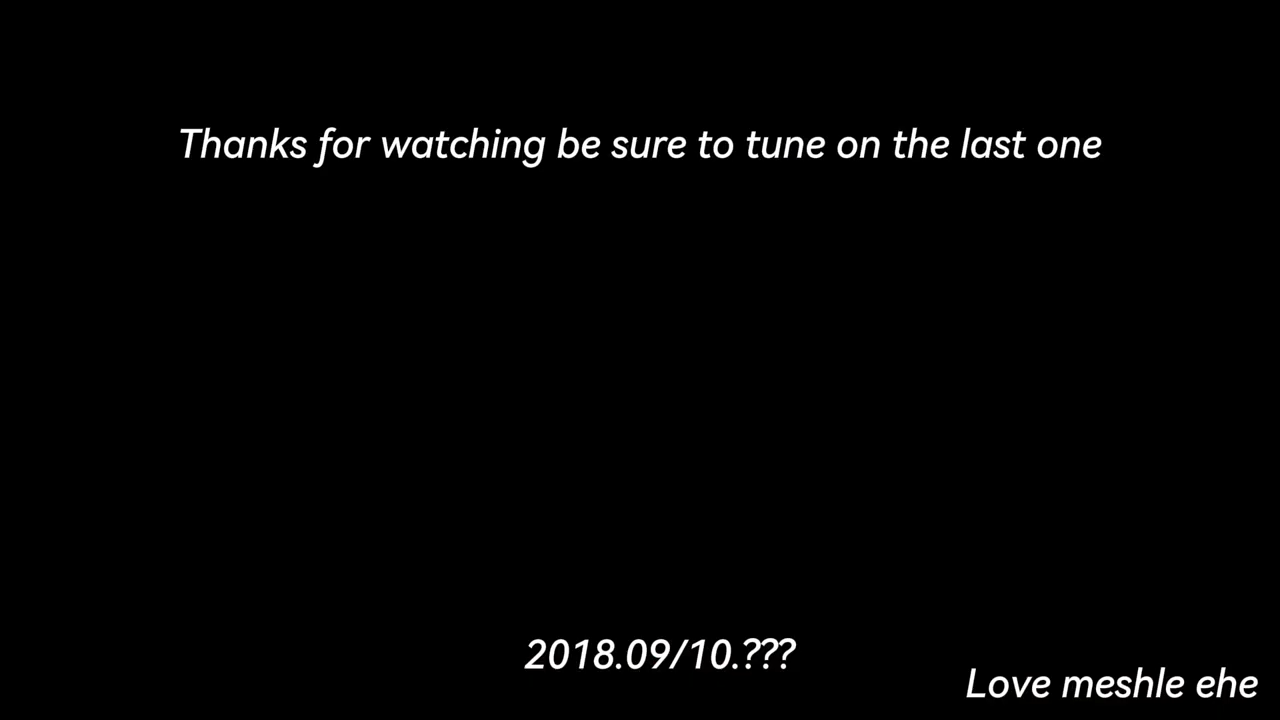 Thanks for watching be sure to tune on the last one
2018.09/10.???
Love meshle ehe